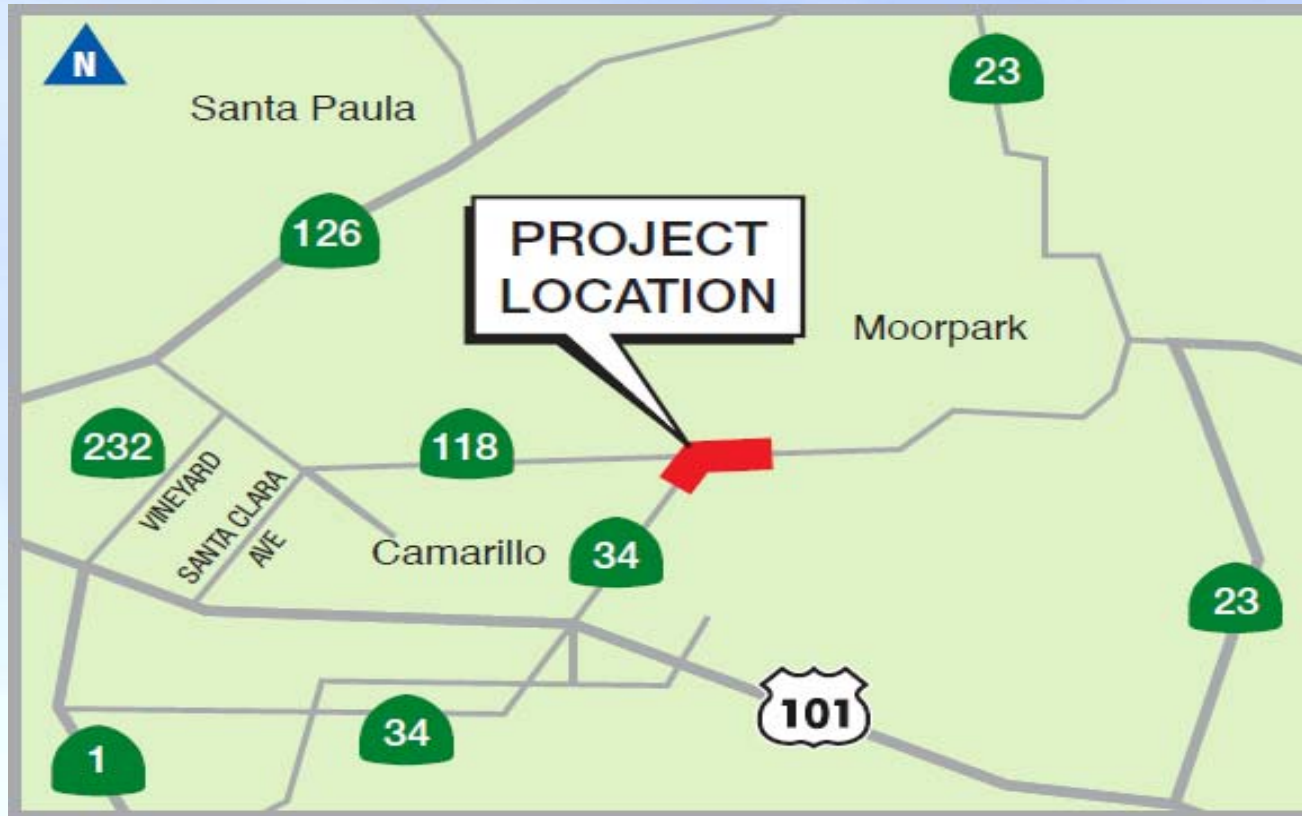 N
23
Santa Paula
126
PROJECT
LOCATION
Moorpark
232
118
VINEYARD
SANTA CLARA
AVE
Camarillo
34
23
101
34
1